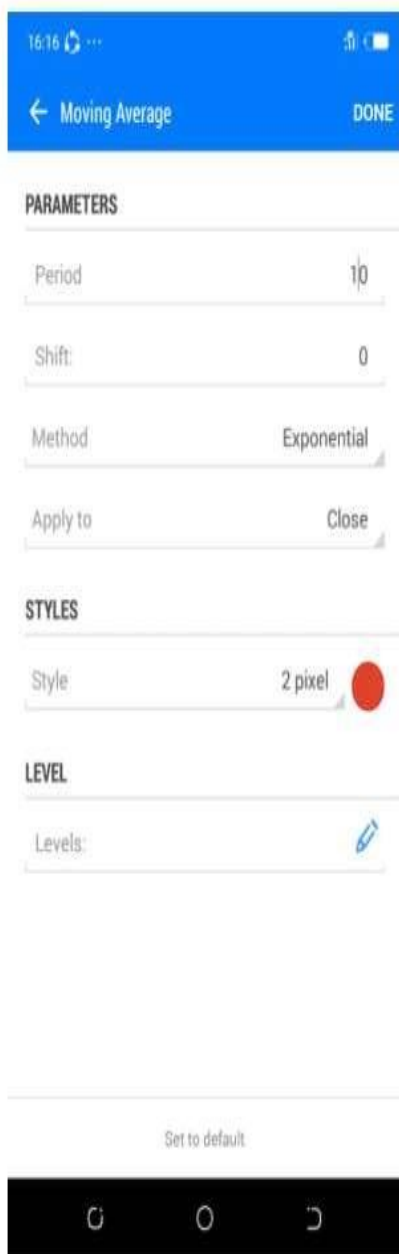 16:16 ...
← Moving Average DONE
PARAMETERS
Period 10
Shift: 0
Method Exponential
Apply to Close
STYLES
Style 2 pixel
LEVEL
Levels:
Set to default